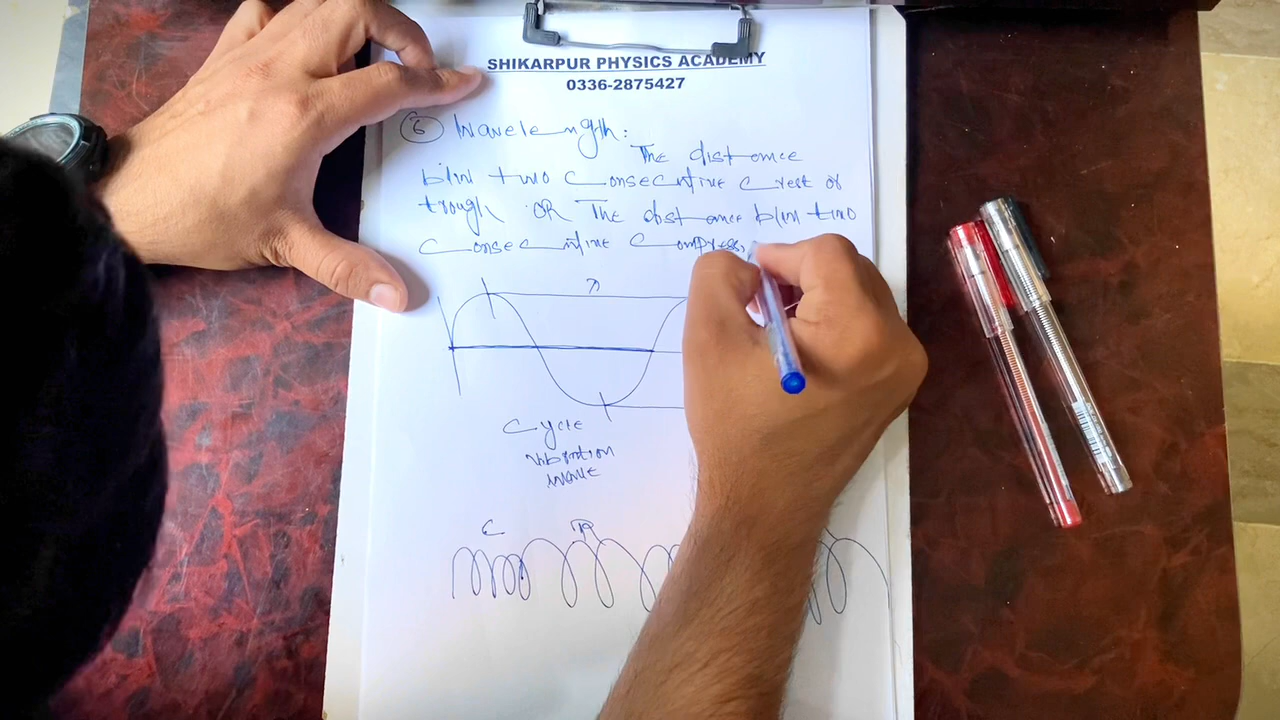 SHIKARPUR PHYSICS ACADEMY
0336-2875427
6 Wavelength:
The distance
b/w two consecutive crest or
trough OR The distance b/w two
consecutive compress
λ
Cycle
vibration
wave
C R